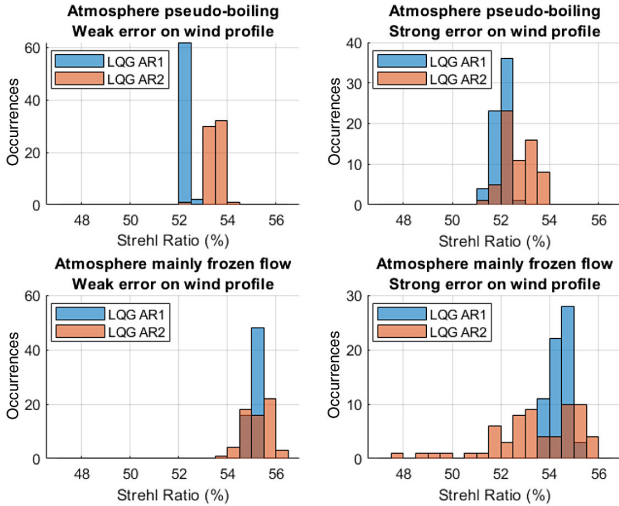 Atmosphere pseudo-boiling
Weak error on wind profile
60
40
20
0
48 50 52 54 56
Occurrences
Strehl Ratio (%)
LQG AR1
LQG AR2
Atmosphere pseudo-boiling
Strong error on wind profile
40
30
20
10
0
48 50 52 54 56
Occurrences
Strehl Ratio (%)
LQG AR1
LQG AR2
Atmosphere mainly frozen flow
Weak error on wind profile
60
40
20
0
48 50 52 54 56
Occurrences
Strehl Ratio (%)
LQG AR1
LQG AR2
Atmosphere mainly frozen flow
Strong error on wind profile
30
20
10
0
48 50 52 54 56
Occurrences
Strehl Ratio (%)
LQG AR1
LQG AR2